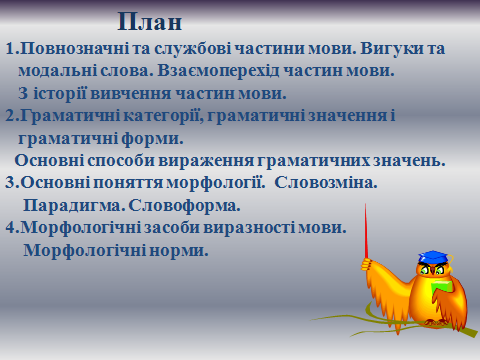 План
1.Повнозначні та службові частини мови. Вигуки та
модальні слова. Взаємоперехід частин мови.
З історії вивчення частин мови.
2.Граматичні категорії, граматичні значення і
граматичні форми.
Основні способи вираження граматичних значень.
3.Основні поняття морфології. Словозміна.
Парадигма. Словоформа.
4.Морфологічні засоби виразності мови.
Морфологічні норми.